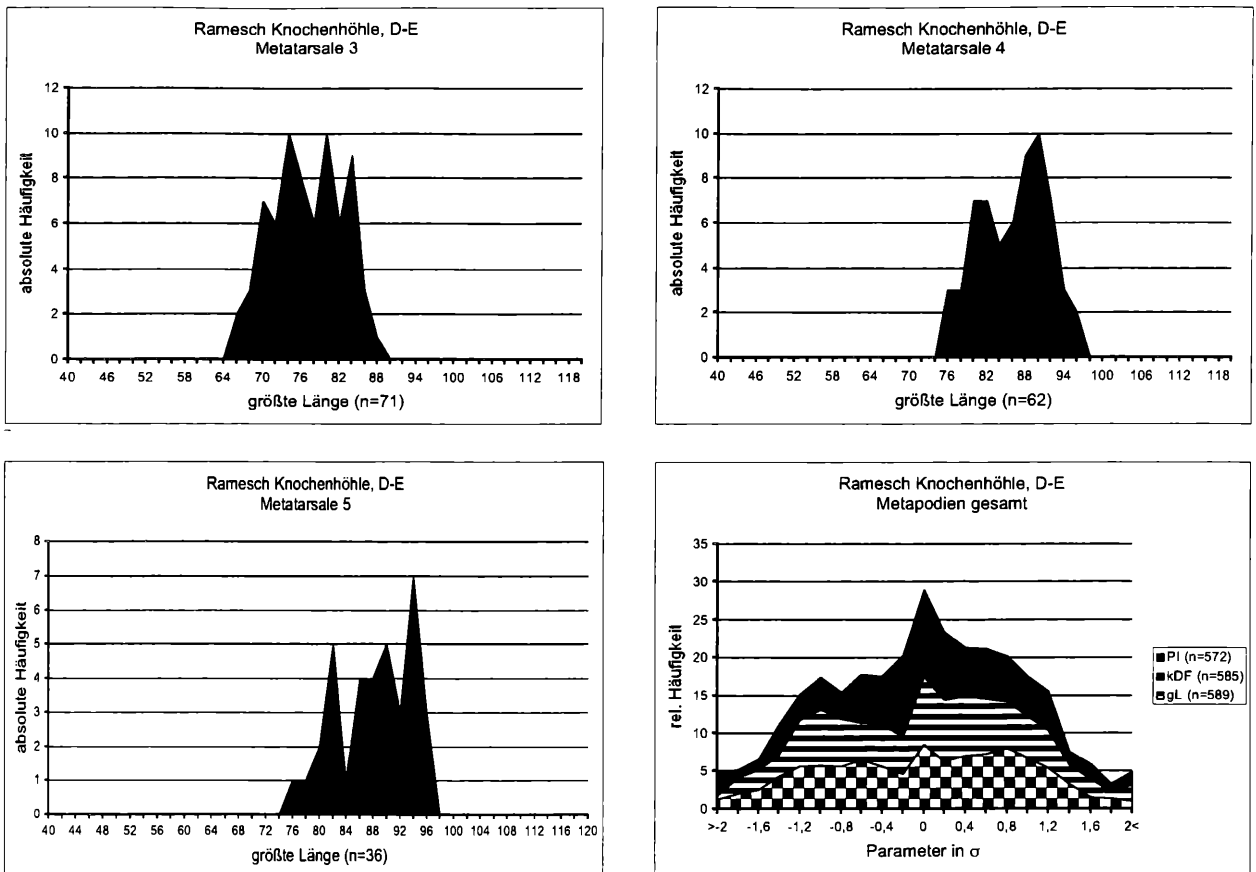 Ramesch Knochenhöhle, D-E
Metatarsale 3
absolute Häufigkeit
12
10
8
6
4
2
0
40 46 52 58 64 70 76 82 88 94 100 106 112 118
größte Länge (n=71)
Ramesch Knochenhöhle, D-E
Metatarsale 4
absolute Häufigkeit
12
10
8
6
4
2
0
40 46 52 58 64 70 76 82 88 94 100 106 112 118
größte Länge (n=62)
Ramesch Knochenhöhle, D-E
Metatarsale 5
absolute Häufigkeit
8
7
6
5
4
3
2
1
0
40 44 48 52 56 60 64 68 72 76 80 84 88 92 96 100 104 108 112 116 120
größte Länge (n=36)
Ramesch Knochenhöhle, D-E
Metapodien gesamt
rel. Häufigkeit
35
30
25
20
15
10
5
0
>-2 -1,6 -1,2 -0,8 -0,4 0 0,4 0,8 1,2 1,6 2<
Parameter in σ
PI (n=572)
kDF (n=585)
gL (n=589)